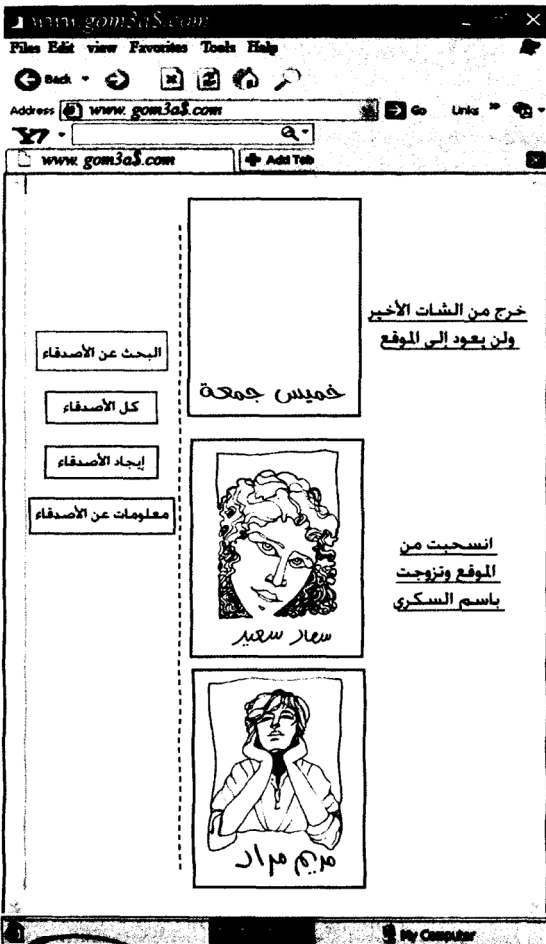 www.gom3a$.com
Files Edit view Favorites Tools Help
Back
Address www. gom3a$.com Go Links »
Y7
www. gom3a$.com Add Tab
خرج من الشات الأخير
ولن يعود إلى الموقع
خميس جمعة
البحث عن الأصدقاء
كل الأصدقاء
إيجاد الأصدقاء
معلومات عن الأصدقاء
انسحبت من
الموقع وتزوجت
باسم السكري
سعاد سعيد
مريم مراد
My Computer